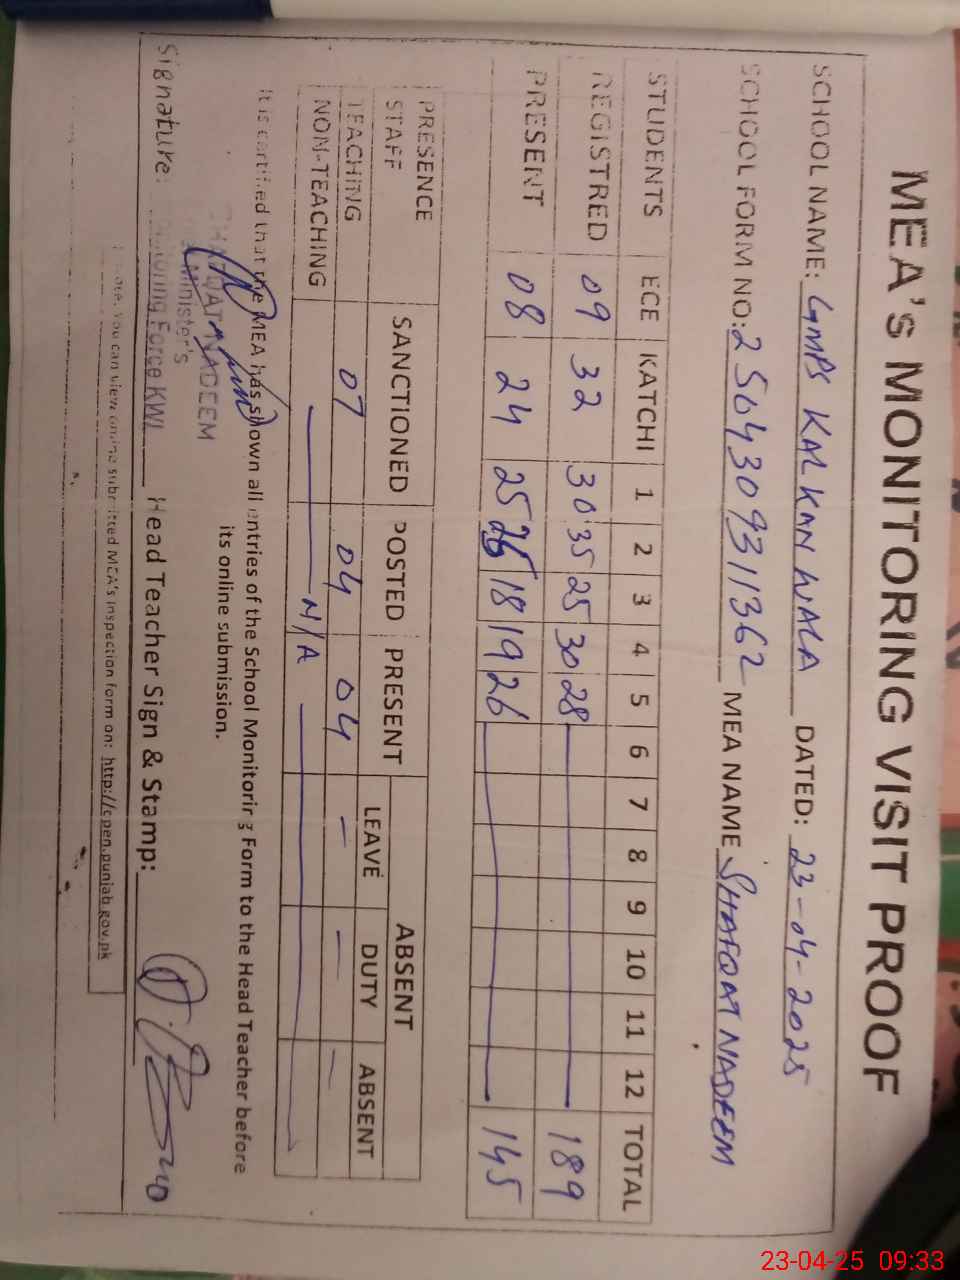 MEA's MONITORING VISIT PROOF
SCHOOL NAME: GMPS KAL KAN WALA DATED: 23-04-2025
SCHOOL FORM NO: 2504309311362 MEA NAME SHAFQAT NADEEM
STUDENTS ECE KATCHI 1 2 3 4 5 6 7 8 9 10 11 12 TOTAL
REGISTRED 09 32 30 35 25 30 28 189
PRESENT 08 24 25 25 18 19 26 145
PRESENCE STAFF SANCTIONED POSTED PRESENT ABSENT
LEAVE DUTY ABSENT
TEACHING 07 04 04 - - -
NON-TEACHING N/A
It is certified that the MEA has shown all entries of the School Monitoring Form to the Head Teacher before
its online submission.
NADEEM
Minister's
Signature: Monitoring Force KWL Head Teacher Sign & Stamp:
Note. You can view online submitted MEA's inspection form on: http://open.punjab.gov.pk
23-04-25 09:33